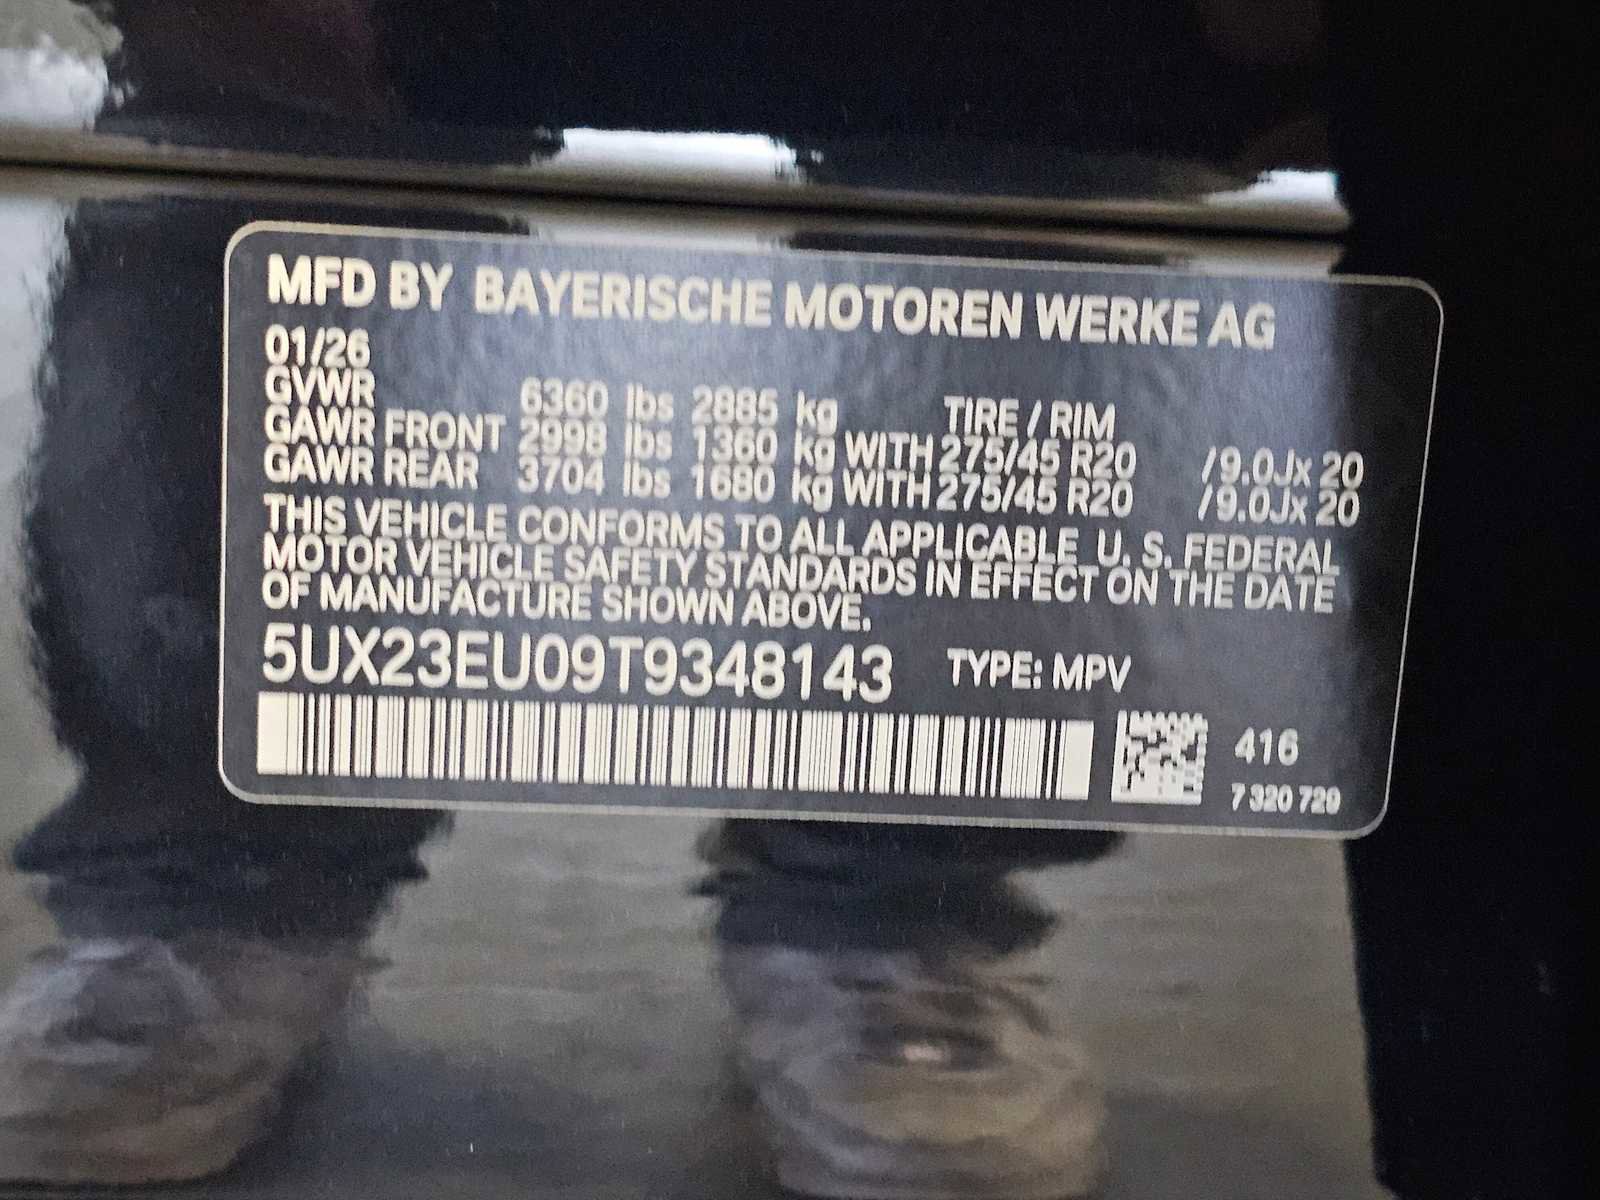 MFD BY BAYERISCHE MOTOREN WERKE AG
01/26
GVWR 6360 lbs 2885 kg TIRE / RIM
GAWR FRONT 2998 lbs 1360 kg WITH 275/45 R20 /9.0Jx 20
GAWR REAR 3704 lbs 1680 kg WITH 275/45 R20 /9.0Jx 20
THIS VEHICLE CONFORMS TO ALL APPLICABLE U. S. FEDERAL
MOTOR VEHICLE SAFETY STANDARDS IN EFFECT ON THE DATE
OF MANUFACTURE SHOWN ABOVE.
5UX23EU09T9348143 TYPE: MPV
416
7 320 729